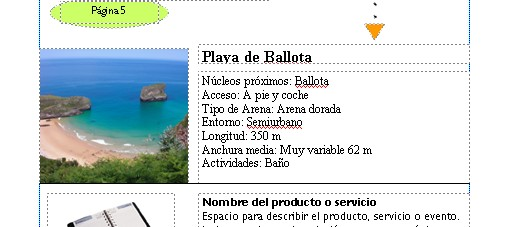 Página 5
Playa de Ballota
Núcleos próximos: Ballota
Acceso: A pie y coche
Tipo de Arena: Arena dorada
Entorno: Semiurbano
Longitud: 350 m
Anchura media: Muy variable 62 m
Actividades: Baño
Nombre del producto o servicio
Espacio para describir el producto, servicio o evento.